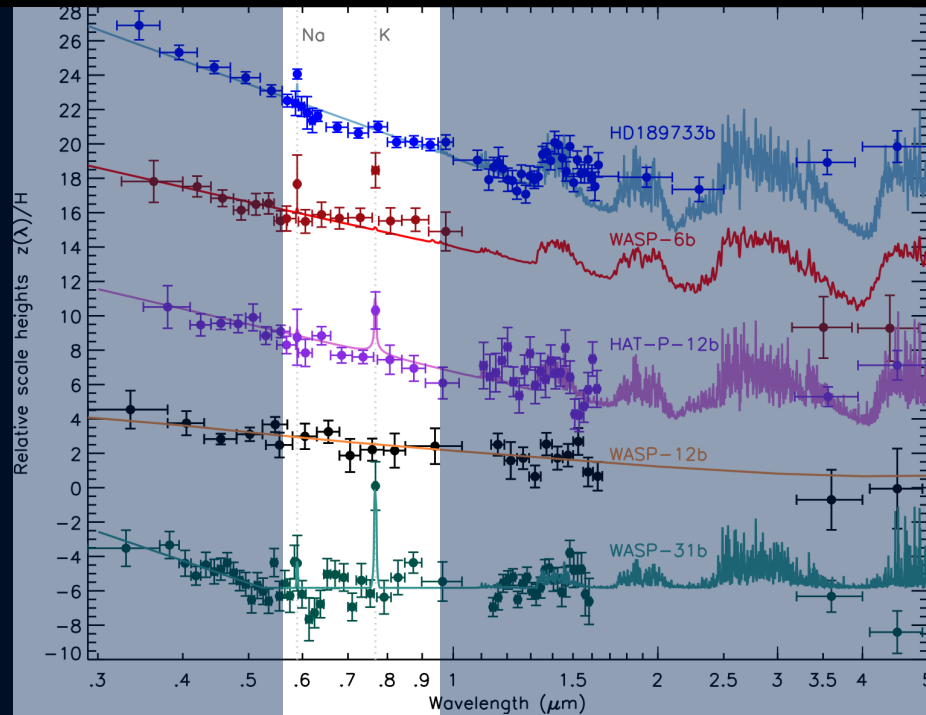 28
26
24
22
20
18
16
14
12
10
8
6
4
2
0
-2
-4
-6
-8
-10
Relative scale heights z(λ)/H
Na K
HD189733b
WASP-6b
HAT-P-12b
WASP-12b
WASP-31b
.3 .4 .5 .6 .7 .8 .9 1 1.5 2 2.5 3 3.5 4 5
Wavelength (μm)